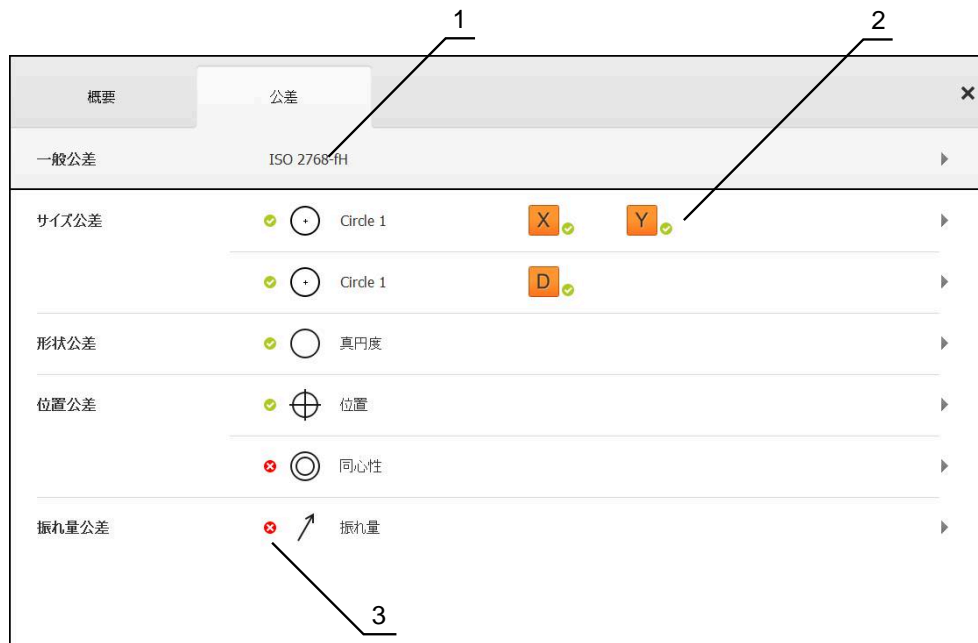 1
2
概要 公差 ×
一般公差 ISO 2768-fH
サイズ公差 Circle 1 X Y
Circle 1 D
形状公差 真円度
位置公差 位置
同心性
振れ量公差 振れ量
3